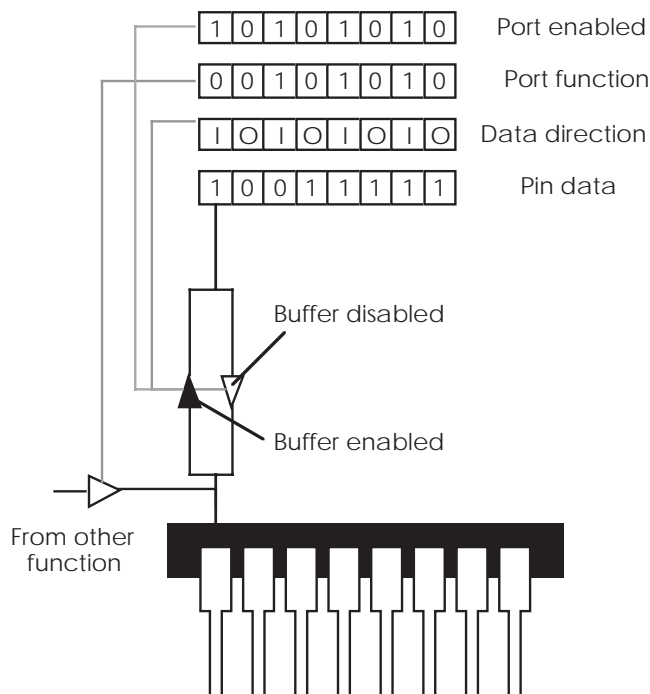 1 0 1 0 1 0 1 0 Port enabled
0 0 1 0 1 0 1 0 Port function
I O I O I O I O Data direction
1 0 0 1 1 1 1 1 Pin data
Buffer disabled
Buffer enabled
From other
function